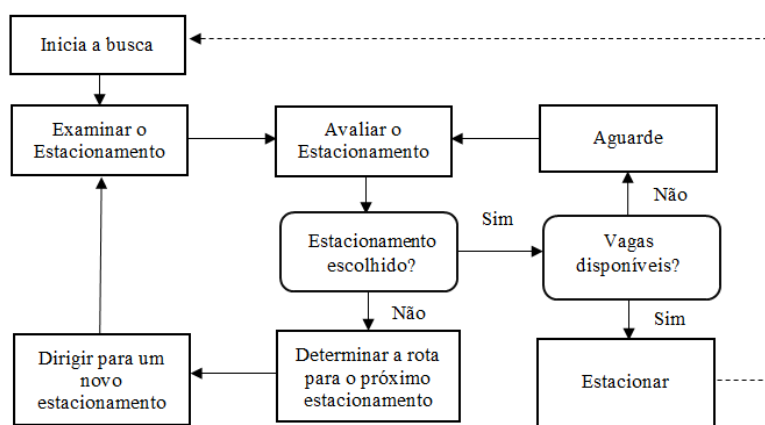 Inicia a busca
Examinar o
Estacionamento
Avaliar o
Estacionamento
Aguarde
Não
Sim
Estacionamento
escolhido?
Vagas
disponíveis?
Não
Sim
Dirigir para um
novo
estacionamento
Determinar a rota
para o próximo
estacionamento
Estacionar